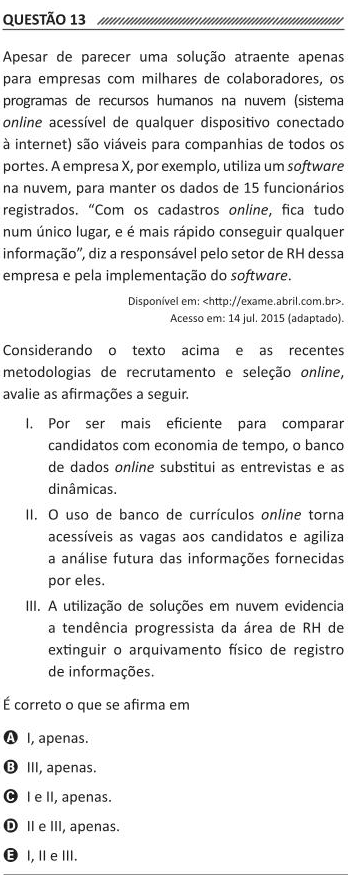 QUESTÃO 13
Apesar de parecer uma solução atraente apenas
para empresas com milhares de colaboradores, os
programas de recursos humanos na nuvem (sistema
online acessível de qualquer dispositivo conectado
à internet) são viáveis para companhias de todos os
portes. A empresa X, por exemplo, utiliza um software
na nuvem, para manter os dados de 15 funcionários
registrados. “Com os cadastros online, fica tudo
num único lugar, e é mais rápido conseguir qualquer
informação”, diz a responsável pelo setor de RH dessa
empresa e pela implementação do software.
Disponível em: <http://exame.abril.com.br>.
Acesso em: 14 jul. 2015 (adaptado).
Considerando o texto acima e as recentes
metodologias de recrutamento e seleção online,
avalie as afirmações a seguir.
I. Por ser mais eficiente para comparar
candidatos com economia de tempo, o banco
de dados online substitui as entrevistas e as
dinâmicas.
II. O uso de banco de currículos online torna
acessíveis as vagas aos candidatos e agiliza
a análise futura das informações fornecidas
por eles.
III. A utilização de soluções em nuvem evidencia
a tendência progressista da área de RH de
extinguir o arquivamento físico de registro
de informações.
É correto o que se afirma em
A I, apenas.
B III, apenas.
C I e II, apenas.
D II e III, apenas.
E I, II e III.